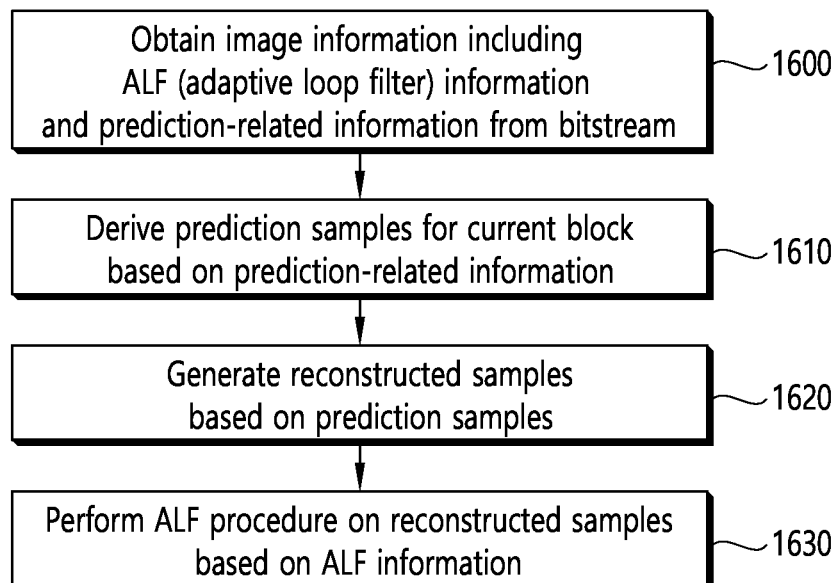 Obtain image information including
ALF (adaptive loop filter) information
and prediction-related information from bitstream
1600
Derive prediction samples for current block
based on prediction-related information
1610
Generate reconstructed samples
based on prediction samples
1620
Perform ALF procedure on reconstructed samples
based on ALF information
1630